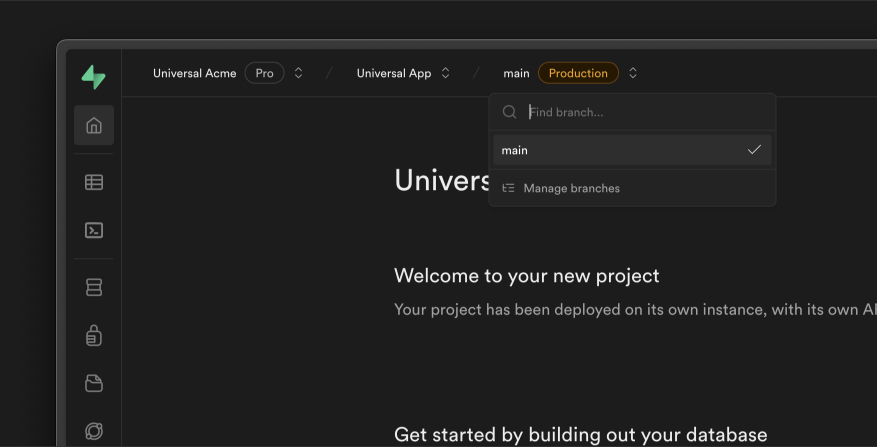 Universal Acme Pro Universal App main Production
Find branch...
main
Univers
Manage branches
Welcome to your new project
Your project has been deployed on its own instance, with its own
Get started by building out your database